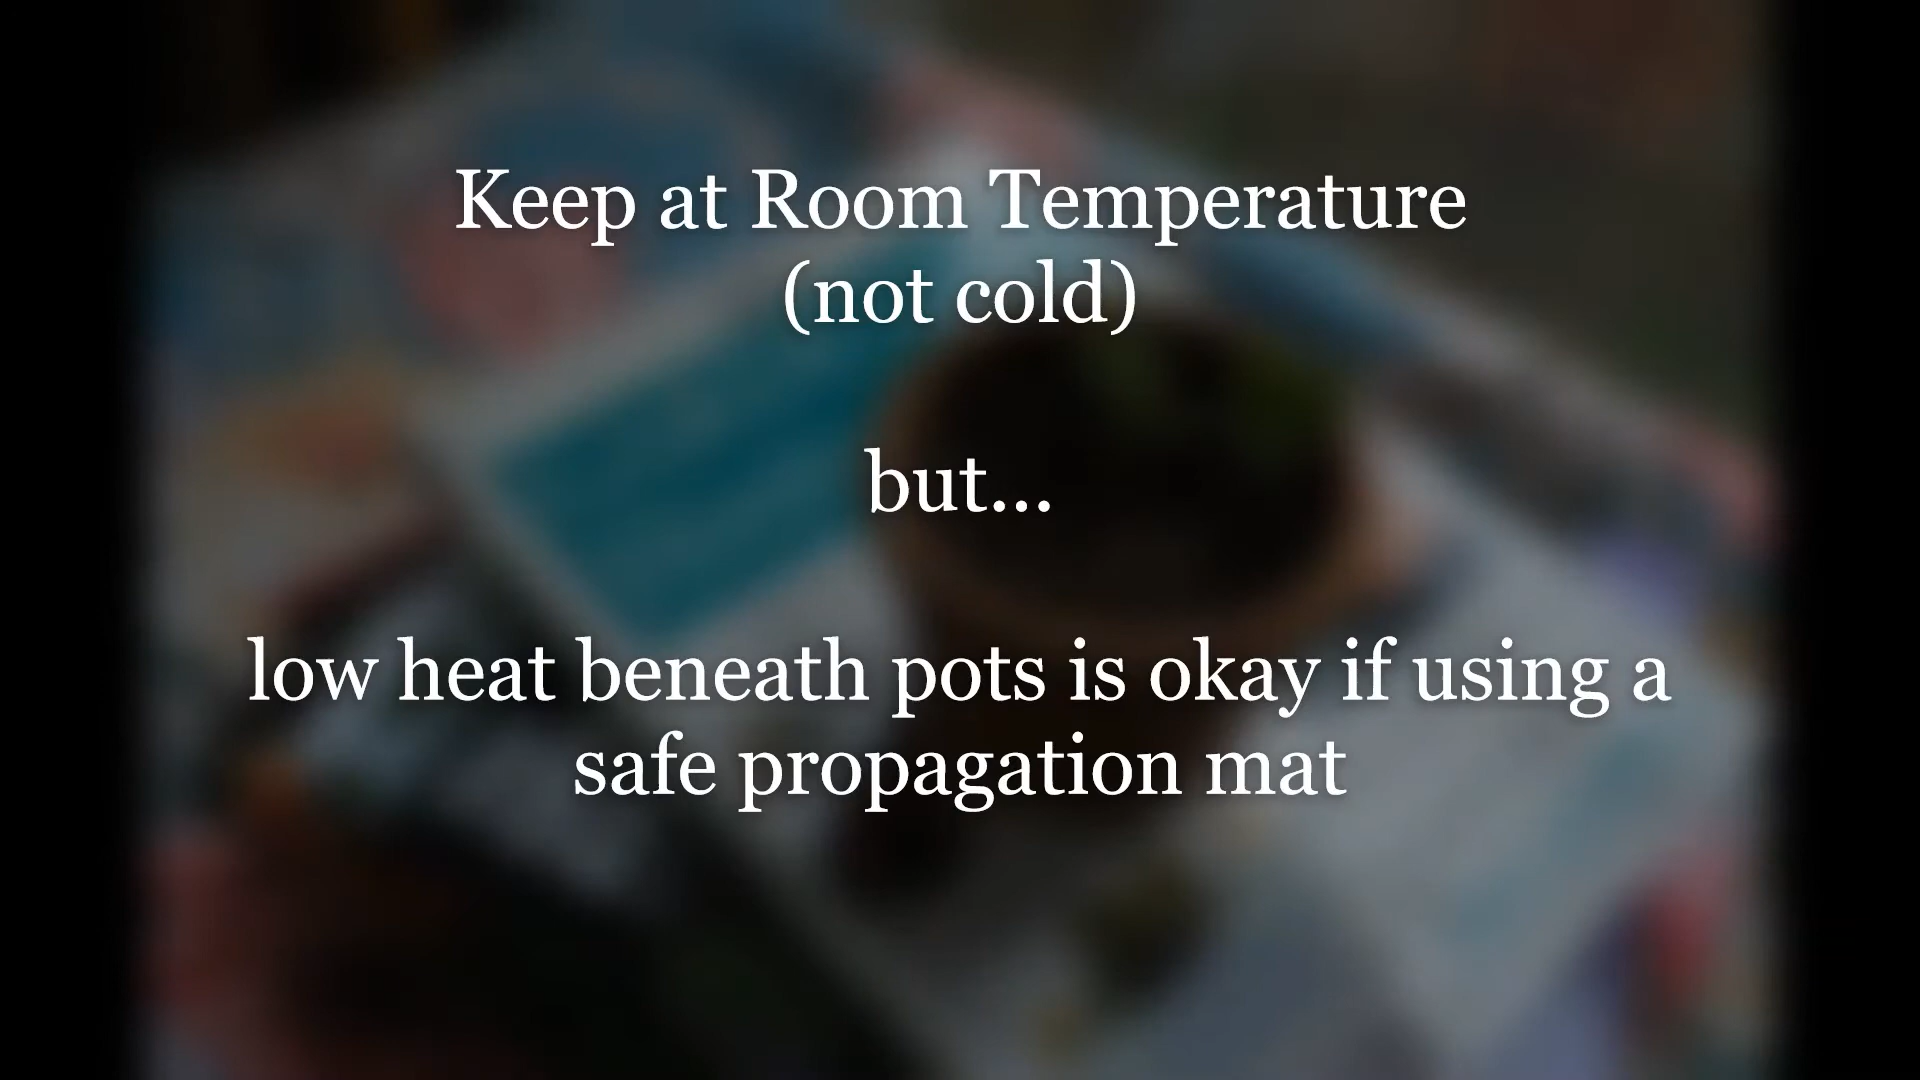 Keep at Room Temperature
(not cold)
but...
low heat beneath pots is okay if using a
safe propagation mat